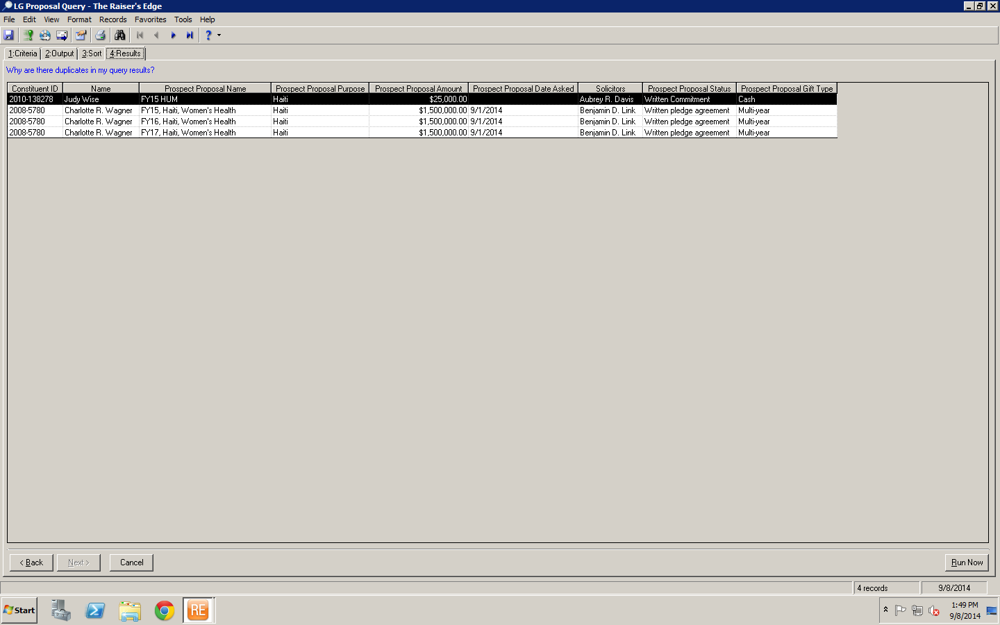 LG Proposal Query - The Raiser's Edge
File Edit View Format Records Favorites Tools Help
1:Criteria 2:Output 3:Sort 4:Results
Why are there duplicates in my query results?
Constituent ID Name Prospect Proposal Name Prospect Proposal Purpose Prospect Proposal Amount Prospect Proposal Date Asked Solicitors Prospect Proposal Status Prospect Proposal Gift Type
2010-138278 Judy Wise FY15 HUM Haiti $25,000.00 Aubrey R. Davis Written Commitment Cash
2008-5780 Charlotte R. Wagner FY15, Haiti, Women's Health Haiti $1,500,000.00 9/1/2014 Benjamin D. Link Written pledge agreement Multi-year
2008-5780 Charlotte R. Wagner FY16, Haiti, Women's Health Haiti $1,500,000.00 9/1/2014 Benjamin D. Link Written pledge agreement Multi-year
2008-5780 Charlotte R. Wagner FY17, Haiti, Women's Health Haiti $1,500,000.00 9/1/2014 Benjamin D. Link Written pledge agreement Multi-year
< Back Next > Cancel Run Now
4 records 9/8/2014
Start RE 1:49 PM
9/8/2014